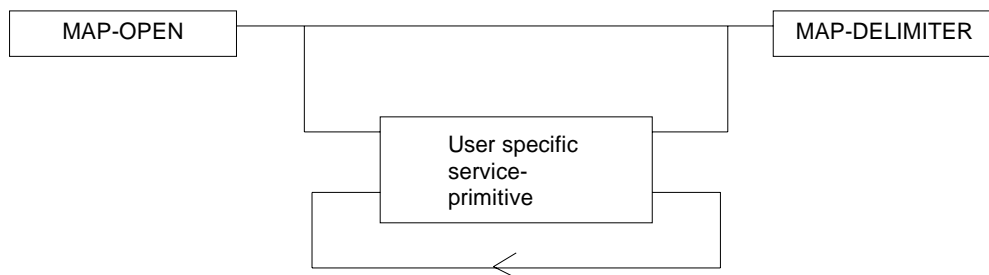 MAP-OPEN
MAP-DELIMITER
User specific
service-
primitive